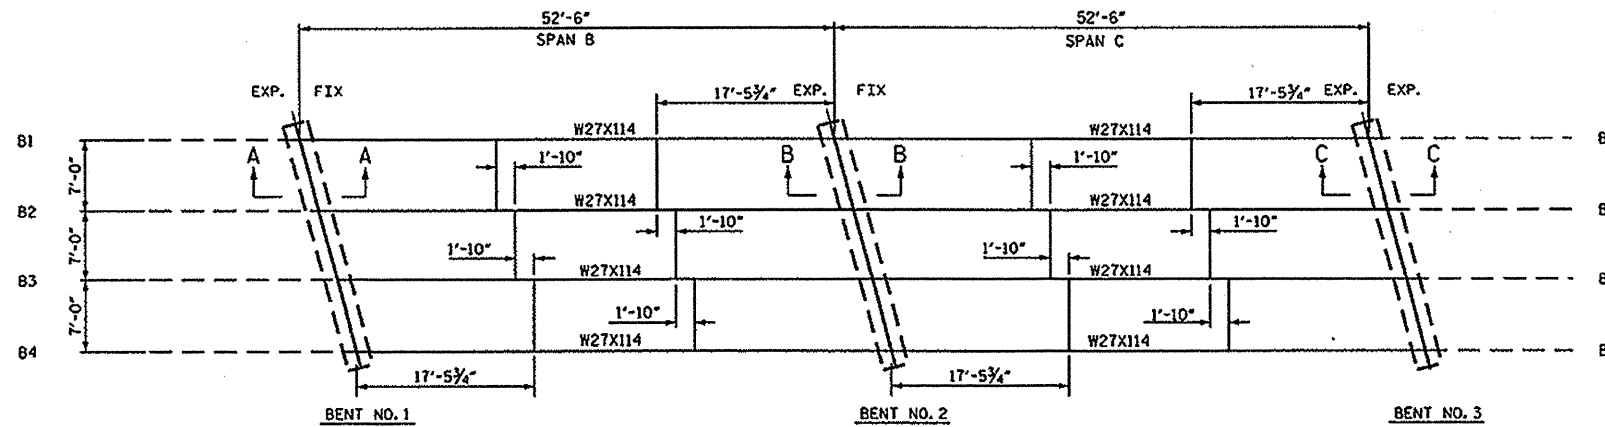 52'-6" 52'-6"
SPAN B SPAN C
EXP. FIX 17'-5¾" EXP. FIX 17'-5¾" EXP. EXP.
B1 W27X114 W27X114
A A 1'-10" B B 1'-10" C C
7'-0"
B2 W27X114 W27X114
1'-10" 1'-10"
7'-0" 1'-10" 1'-10"
B3 W27X114 W27X114
7'-0" 1'-10" 1'-10"
B4 W27X114 W27X114
17'-5¾" 17'-5¾"
BENT NO. 1 BENT NO. 2 BENT NO. 3